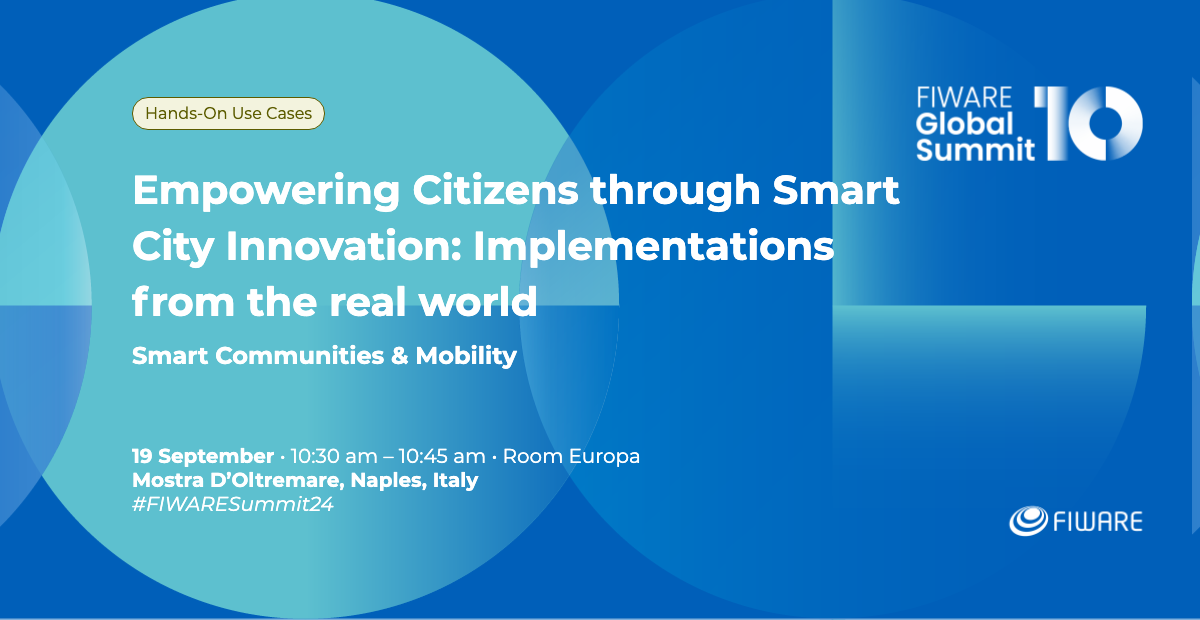 Hands-On Use Cases
FIWARE
Global
Summit
10
Empowering Citizens through Smart
City Innovation: Implementations
from the real world
Smart Communities & Mobility
19 September · 10:30 am – 10:45 am · Room Europa
Mostra D’Oltremare, Naples, Italy
#FIWARESummit24
FIWARE